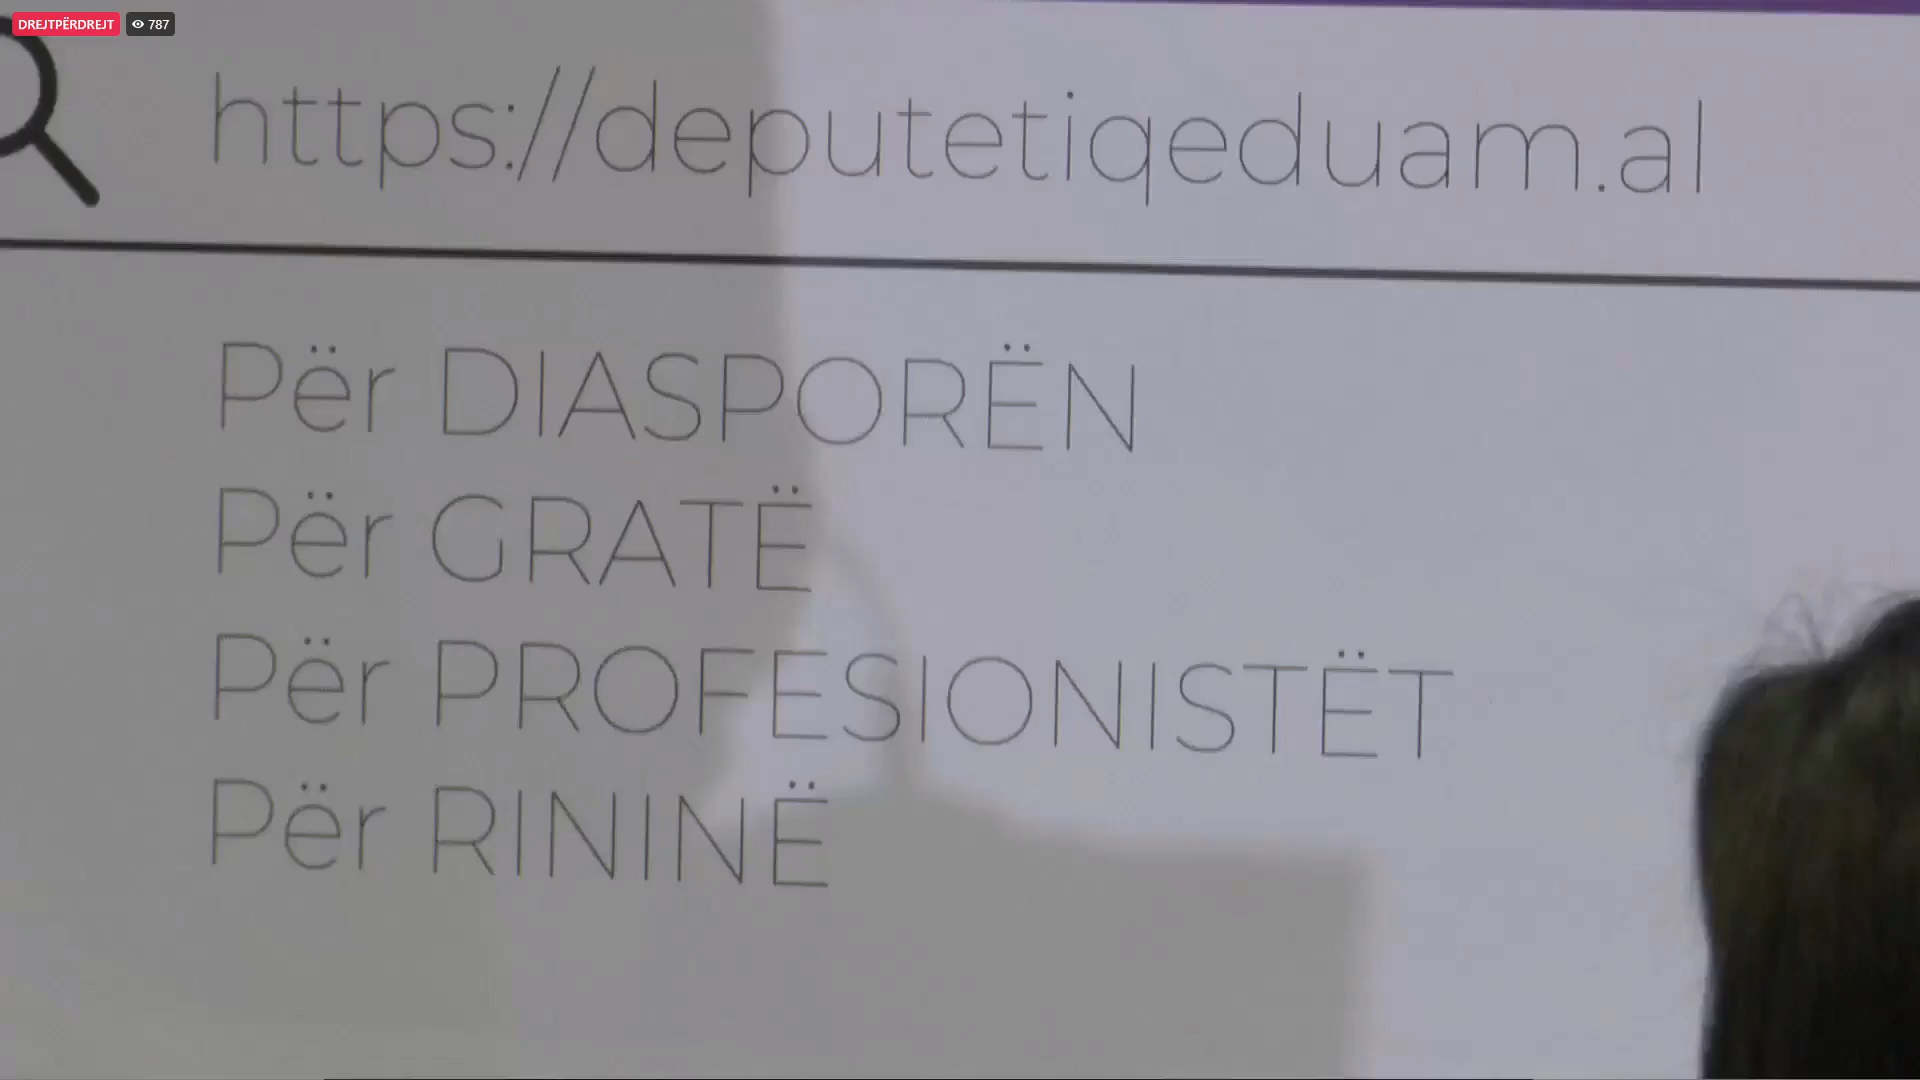 DREJTPËRDREJT 787
https://deputetiqeduam.al
Për DIASPORËN
Për GRATË
Për PROFESIONISTËT
Për RININË